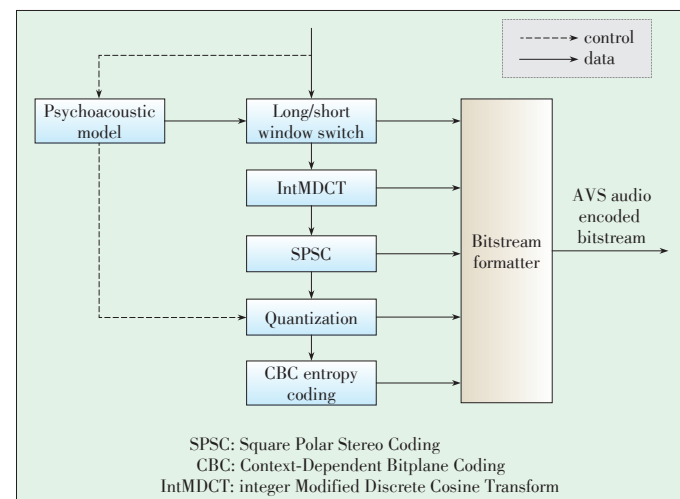 control
data
Psychoacoustic
model
Long/short
window switch
IntMDCT
SPSC
Quantization
CBC entropy
coding
Bitstream
formatter
AVS audio
encoded
bitstream
SPSC: Square Polar Stereo Coding
CBC: Context-Dependent Bitplane Coding
IntMDCT: integer Modified Discrete Cosine Transform